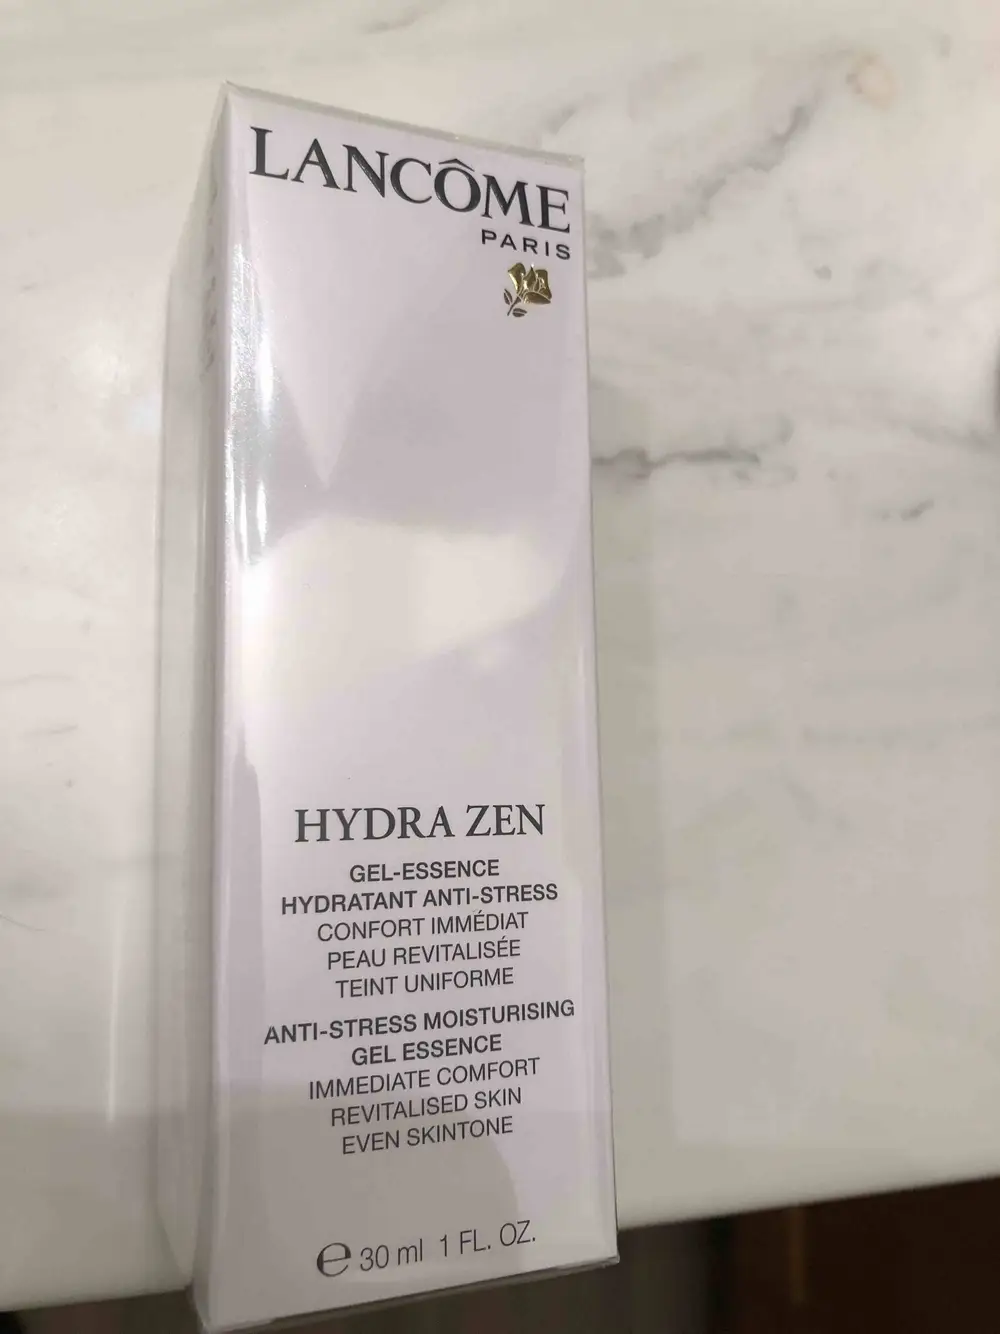 LANCÔME
PARIS
HYDRA ZEN
GEL-ESSENCE
HYDRATANT ANTI-STRESS
CONFORT IMMÉDIAT
PEAU REVITALISÉE
TEINT UNIFORME
ANTI-STRESS MOISTURISING
GEL ESSENCE
IMMEDIATE COMFORT
REVITALISED SKIN
EVEN SKINTONE
℮ 30 ml 1 FL. OZ.